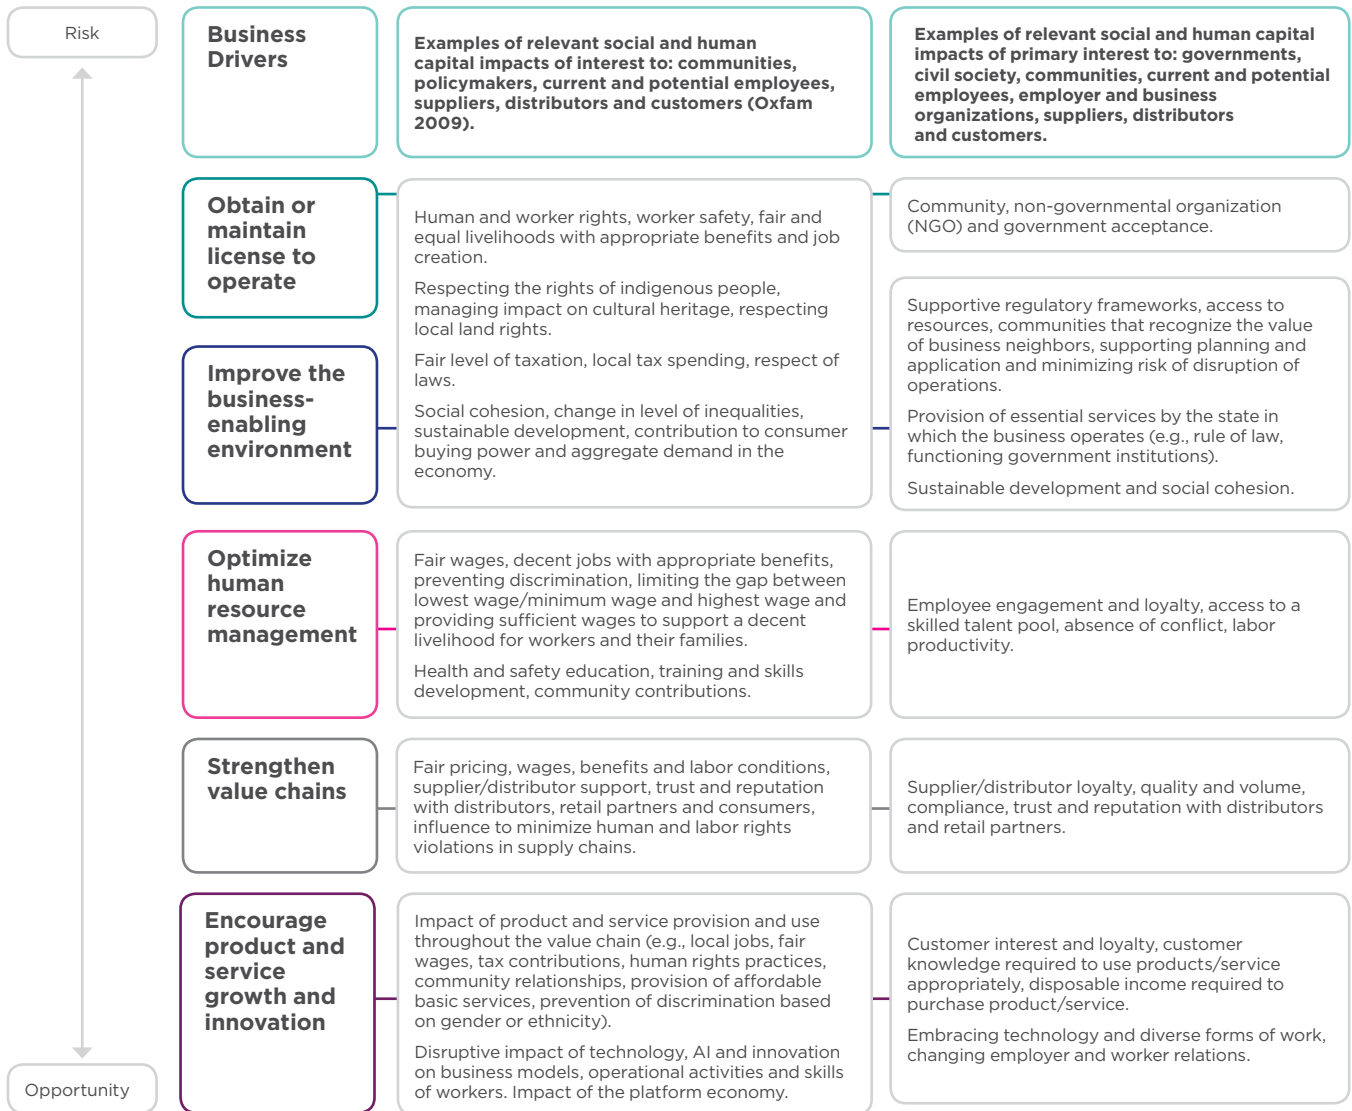 Risk
Business
Drivers
Examples of relevant social and human
capital impacts of interest to: communities,
policymakers, current and potential employees,
suppliers, distributors and customers (Oxfam
2009).
Examples of relevant social and human capital
impacts of primary interest to: governments,
civil society, communities, current and potential
employees, employer and business
organizations, suppliers, distributors
and customers.
Obtain or
maintain
license to
operate
Human and worker rights, worker safety, fair and
equal livelihoods with appropriate benefits and job
creation.
Respecting the rights of indigenous people,
managing impact on cultural heritage, respecting
local land rights.
Fair level of taxation, local tax spending, respect of
laws.
Social cohesion, change in level of inequalities,
sustainable development, contribution to consumer
buying power and aggregate demand in the
economy.
Community, non-governmental organization
(NGO) and government acceptance.
Improve the
business-
enabling
environment
Supportive regulatory frameworks, access to
resources, communities that recognize the value
of business neighbors, supporting planning and
application and minimizing risk of disruption of
operations.
Provision of essential services by the state in
which the business operates (e.g., rule of law,
functioning government institutions).
Sustainable development and social cohesion.
Optimize
human
resource
management
Fair wages, decent jobs with appropriate benefits,
preventing discrimination, limiting the gap between
lowest wage/minimum wage and highest wage and
providing sufficient wages to support a decent
livelihood for workers and their families.
Health and safety education, training and skills
development, community contributions.
Employee engagement and loyalty, access to a
skilled talent pool, absence of conflict, labor
productivity.
Strengthen
value chains
Fair pricing, wages, benefits and labor conditions,
supplier/distributor support, trust and reputation
with distributors, retail partners and consumers,
influence to minimize human and labor rights
violations in supply chains.
Supplier/distributor loyalty, quality and volume,
compliance, trust and reputation with distributors
and retail partners.
Encourage
product and
service
growth and
innovation
Impact of product and service provision and use
throughout the value chain (e.g., local jobs, fair
wages, tax contributions, human rights practices,
community relationships, provision of affordable
basic services, prevention of discrimination based
on gender or ethnicity).
Disruptive impact of technology, AI and innovation
on business models, operational activities and skills
of workers. Impact of the platform economy.
Customer interest and loyalty, customer
knowledge required to use products/service
appropriately, disposable income required to
purchase product/service.
Embracing technology and diverse forms of work,
changing employer and worker relations.
Opportunity